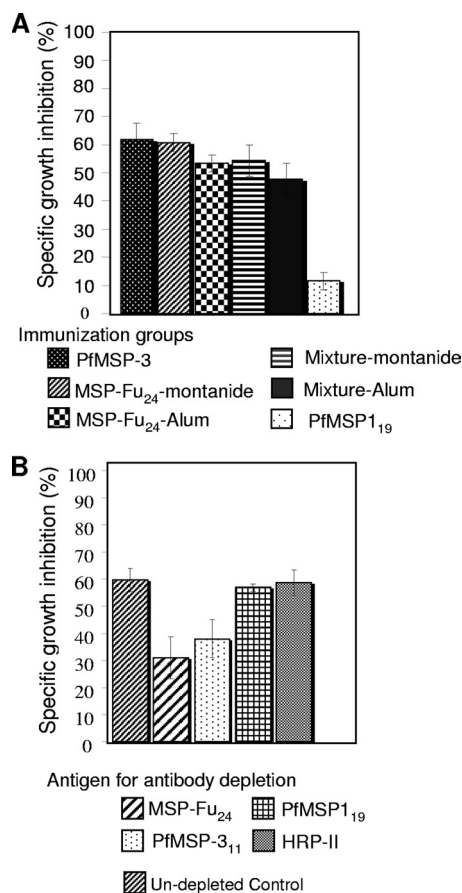 A
Specific growth inhibition (%)
100
90
80
70
60
50
40
30
20
10
0
Immunization groups
PfMSP-3
Mixture-montanide
MSP-Fu24-montanide
Mixture-Alum
MSP-Fu24-Alum
PfMSP119
B
Specific growth inhibition (%)
100
90
80
70
60
50
40
30
20
10
0
Antigen for antibody depletion
MSP-Fu24
PfMSP119
PfMSP-311
HRP-II
Un-depleted Control